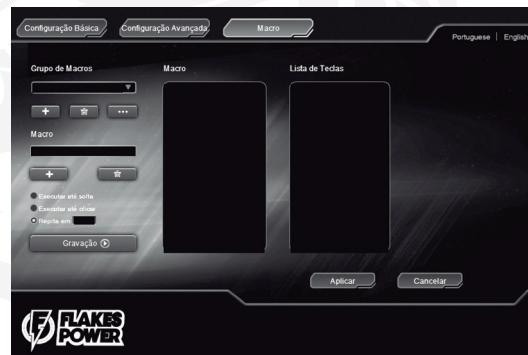 Configuração Básica
Configuração Avançada
Macro
Portuguese | English
Grupo de Macros
Macro
Lista de Teclas
Macro
Executar até solta
Executar até clicar
Repita em
Gravação
Aplicar
Cancelar
FLAKES
POWER